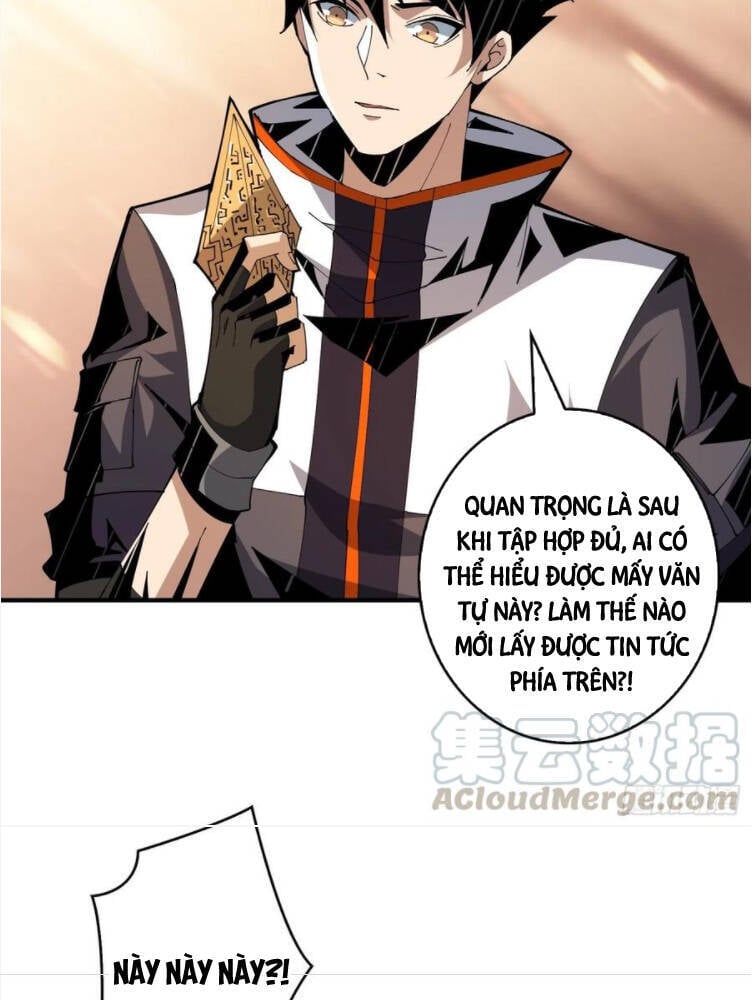 QUAN TRỌNG LÀ SAU
KHI TẬP HỢP ĐỦ, AI CÓ
THỂ HIỂU ĐƯỢC MẤY VĂN
TỰ NÀY? LÀM THẾ NÀO
MỚI LẤY ĐƯỢC TIN TỨC
PHÍA TRÊN?!
集云数据
ACloudMerge.com
NÀY NÀY NÀY?!